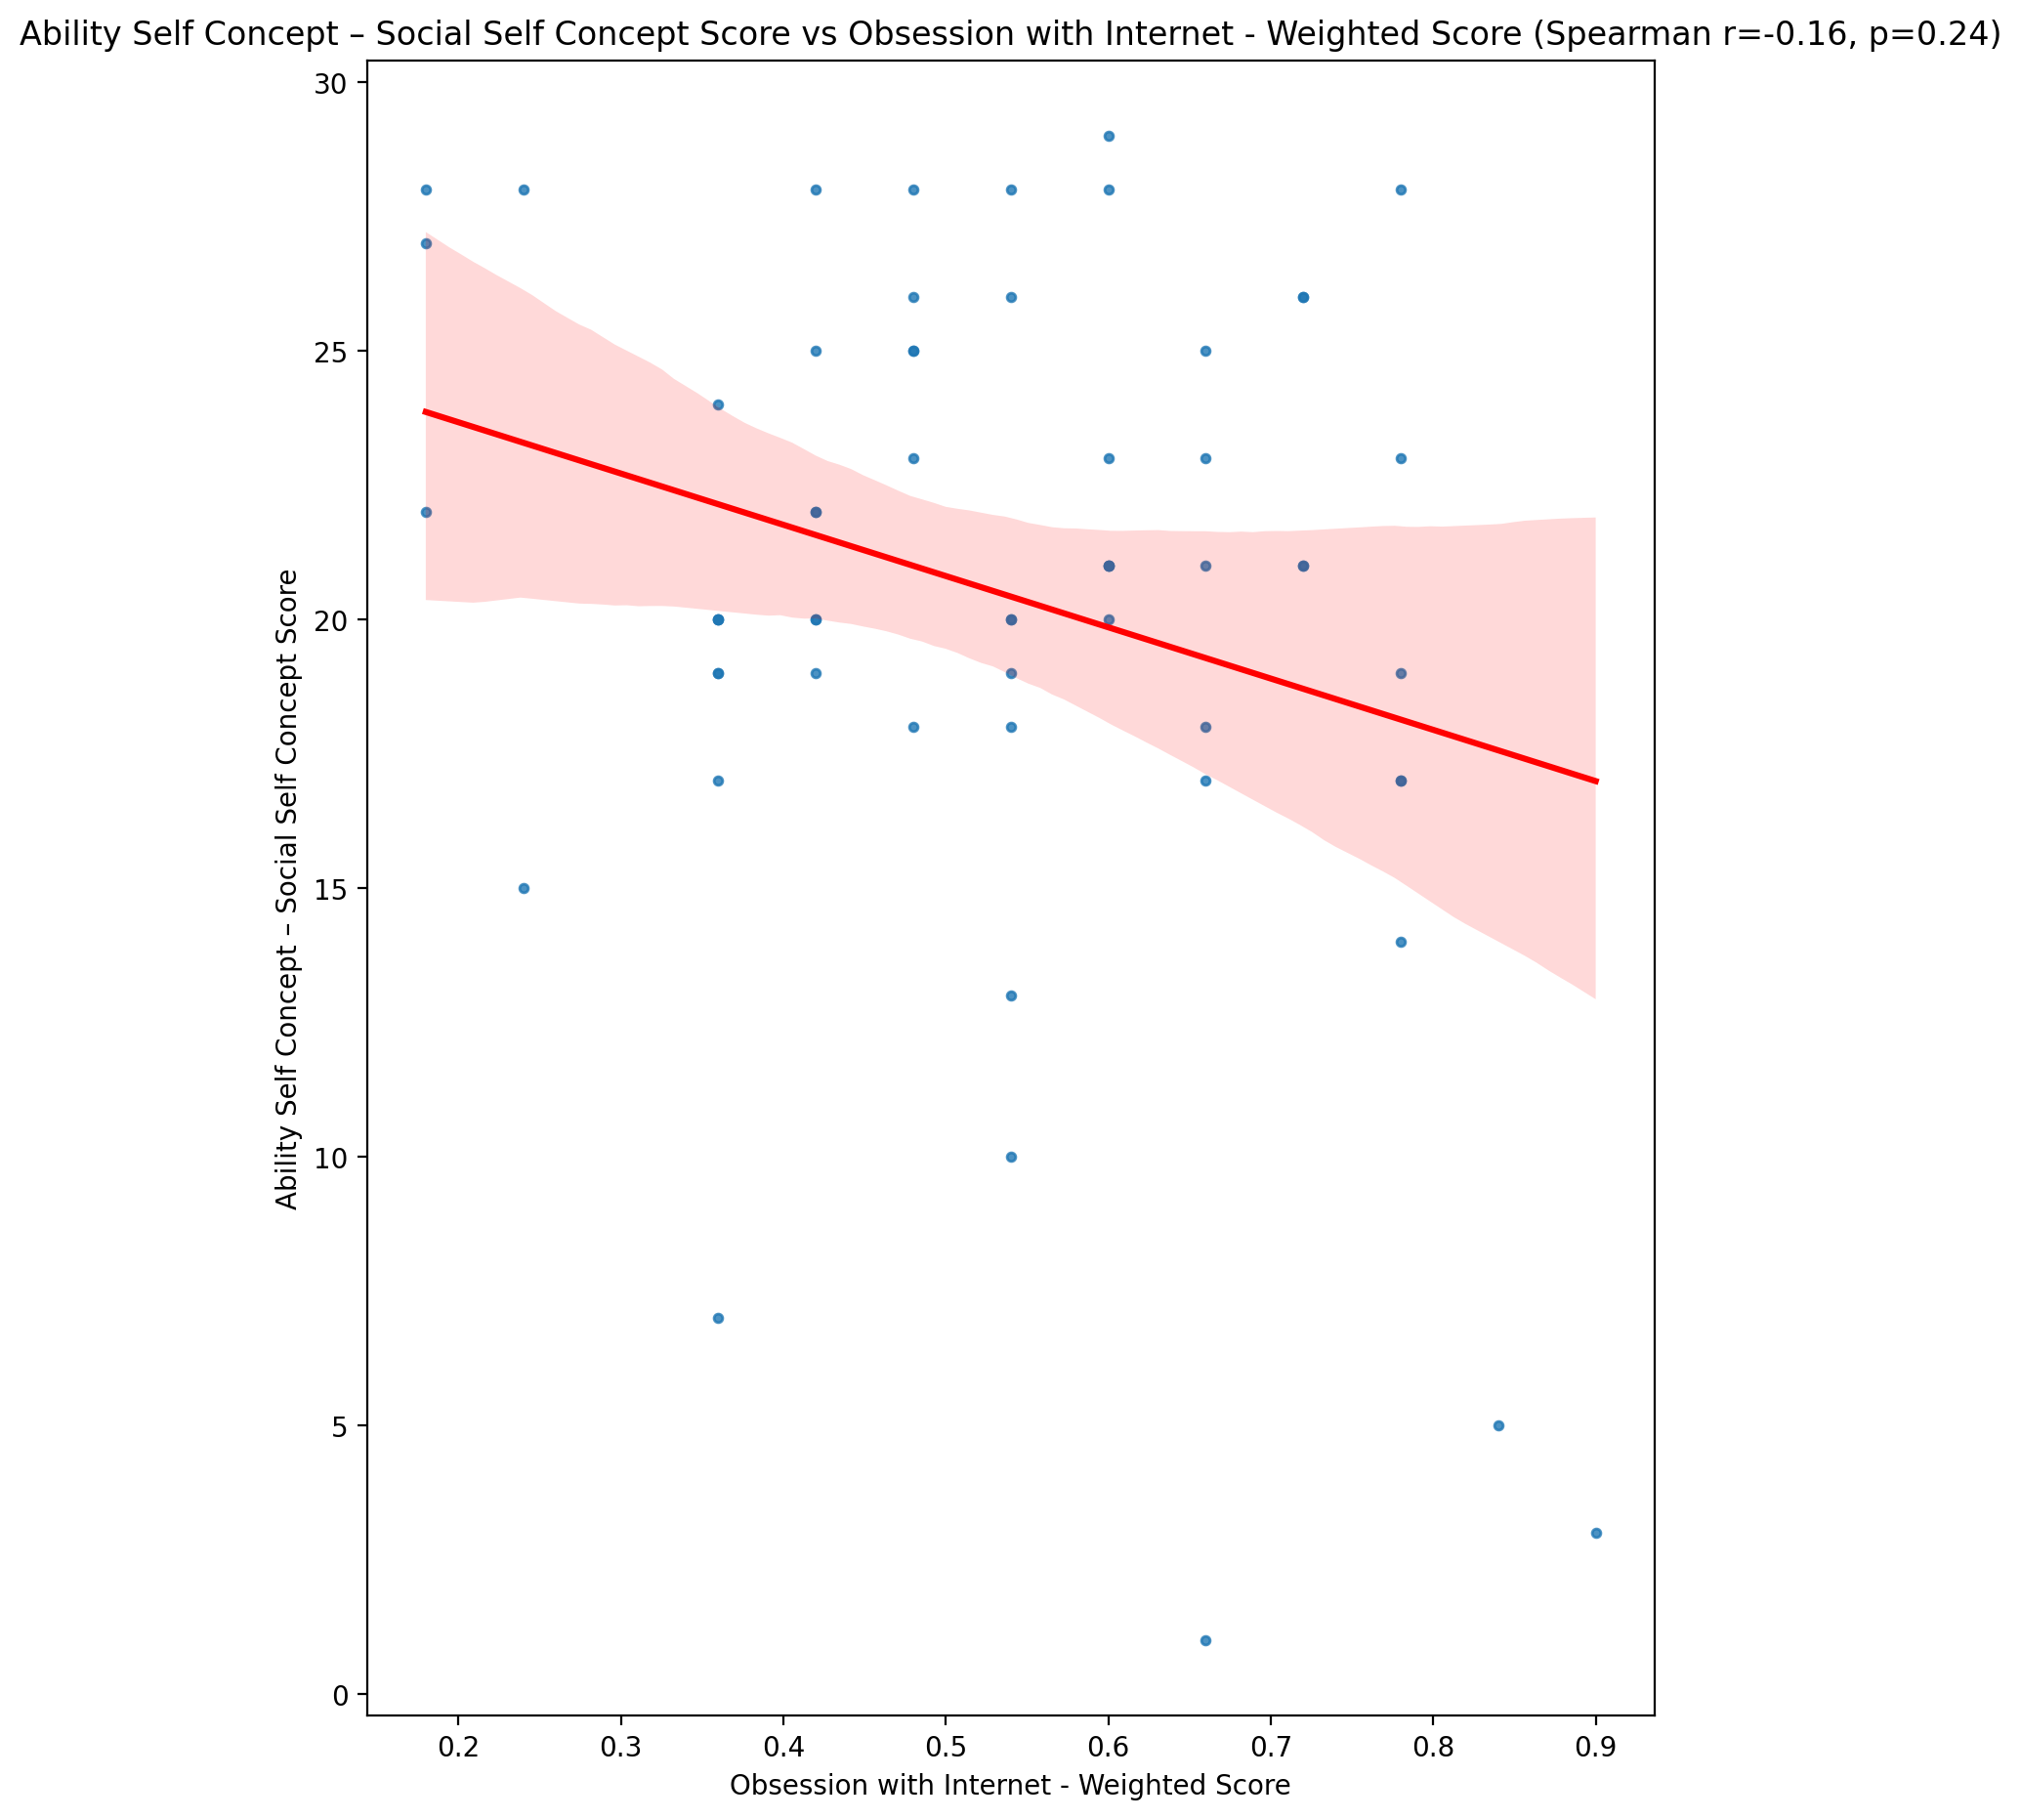 Ability Self Concept – Social Self Concept Score vs Obsession with Internet - Weighted Score (Spearman r=-0.16, p=0.24)
Ability Self Concept – Social Self Concept Score
30
25
20
15
10
5
0
0.2 0.3 0.4 0.5 0.6 0.7 0.8 0.9
Obsession with Internet - Weighted Score